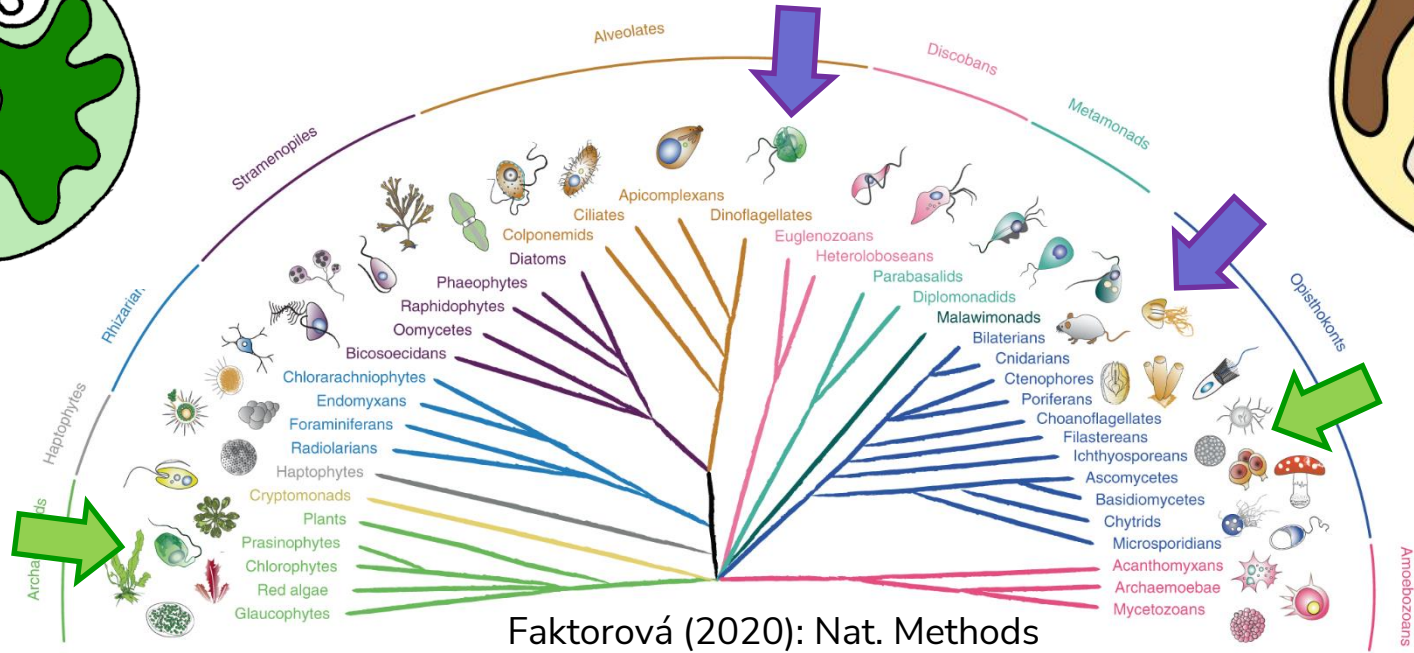 Alveolates
Discobans
Metamonads
Stramenopiles
Opisthokonts
Haptophytes
Amoebozoans
Apicomplexans
Ciliates
Dinoflagellates
Colponemids
Euglenozoans
Diatoms
Heteroloboseans
Phaeophytes
Parabasalids
Raphidophytes
Diplomonadids
Oomycetes
Malawimonads
Bicosoecidans
Bilaterians
Chlorarachniophytes
Cnidarians
Endomyxans
Ctenophores
Foraminiferans
Poriferans
Radiolarians
Choanoflagellates
Haptophytes
Filastereans
Cryptomonads
Ichthyosporeans
Plants
Ascomycetes
Prasinophytes
Basidiomycetes
Chlorophytes
Chytrids
Red algae
Microsporidians
Glaucophytes
Acanthomyxans
Archaemoebae
Mycetozoans
Faktorová (2020): Nat. Methods